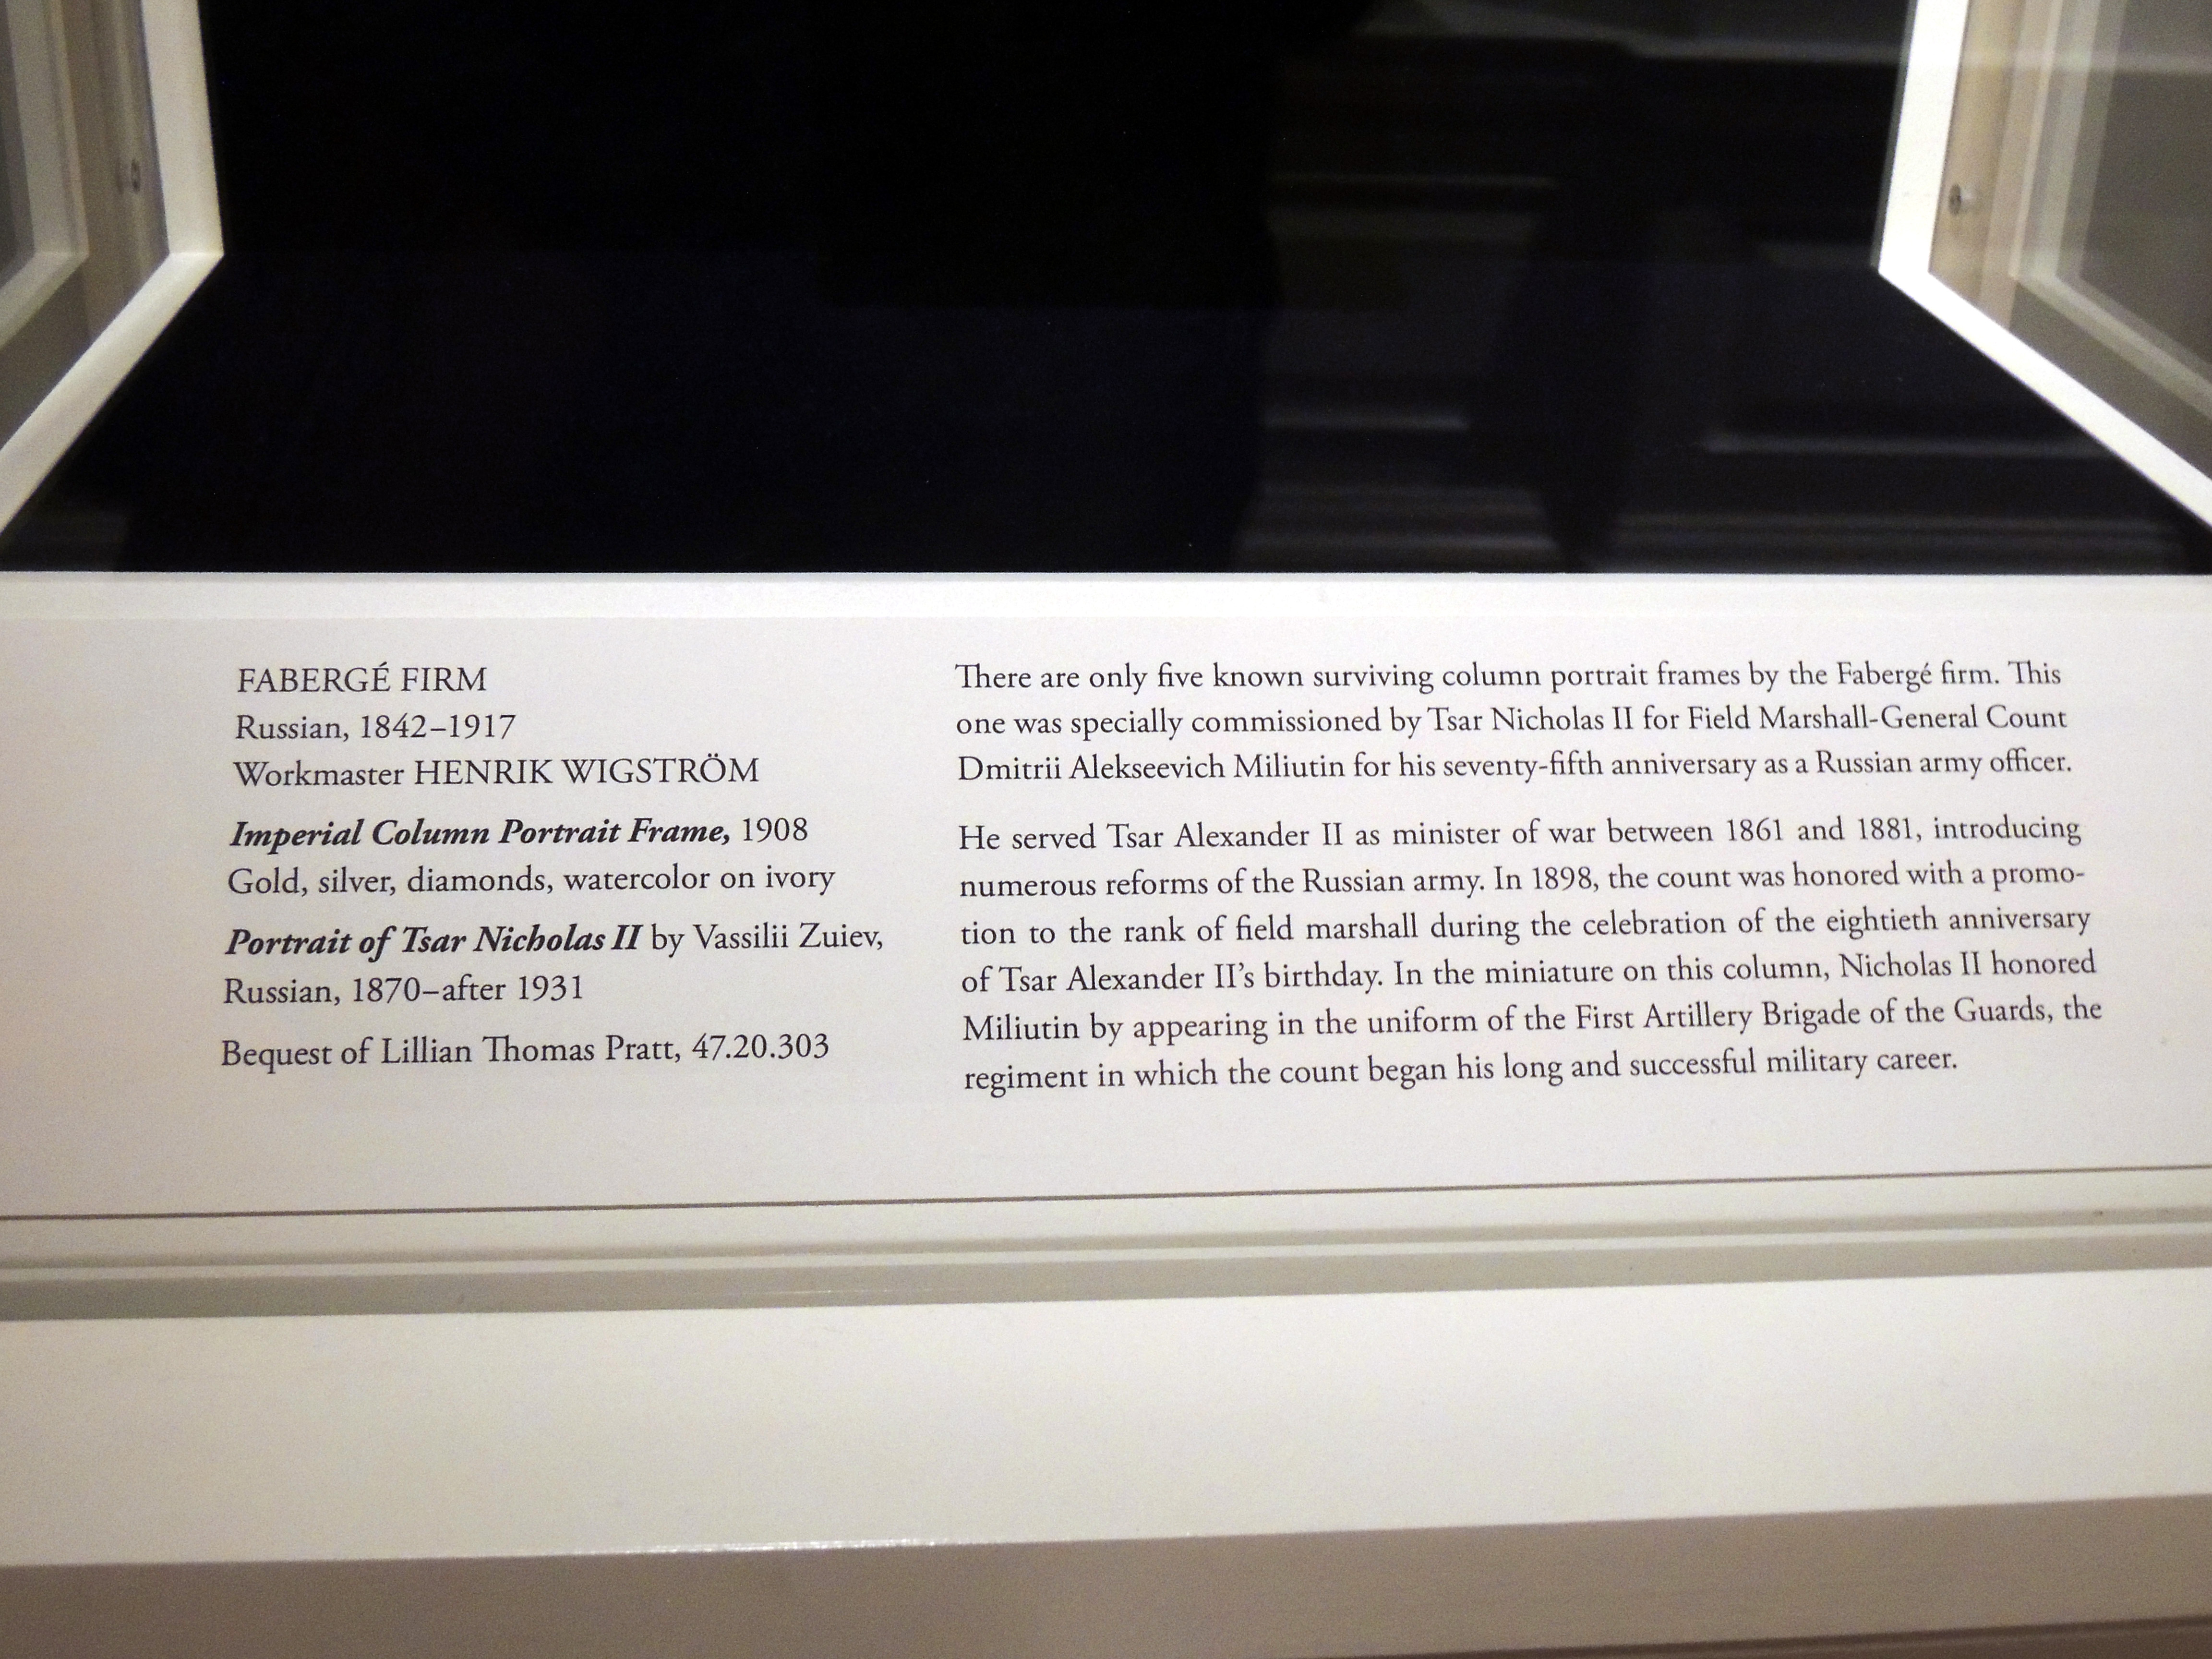 FABERGÉ FIRM
Russian, 1842–1917
Workmaster HENRIK WIGSTRÖM
Imperial Column Portrait Frame, 1908
Gold, silver, diamonds, watercolor on ivory
Portrait of Tsar Nicholas II by Vassilii Zuiev,
Russian, 1870–after 1931
Bequest of Lillian Thomas Pratt, 47.20.303
There are only five known surviving column portrait frames by the Fabergé firm. This
one was specially commissioned by Tsar Nicholas II for Field Marshall-General Count
Dmitrii Alekseevich Miliutin for his seventy-fifth anniversary as a Russian army officer.
He served Tsar Alexander II as minister of war between 1861 and 1881, introducing
numerous reforms of the Russian army. In 1898, the count was honored with a promo-
tion to the rank of field marshall during the celebration of the eightieth anniversary
of Tsar Alexander II’s birthday. In the miniature on this column, Nicholas II honored
Miliutin by appearing in the uniform of the First Artillery Brigade of the Guards, the
regiment in which the count began his long and successful military career.